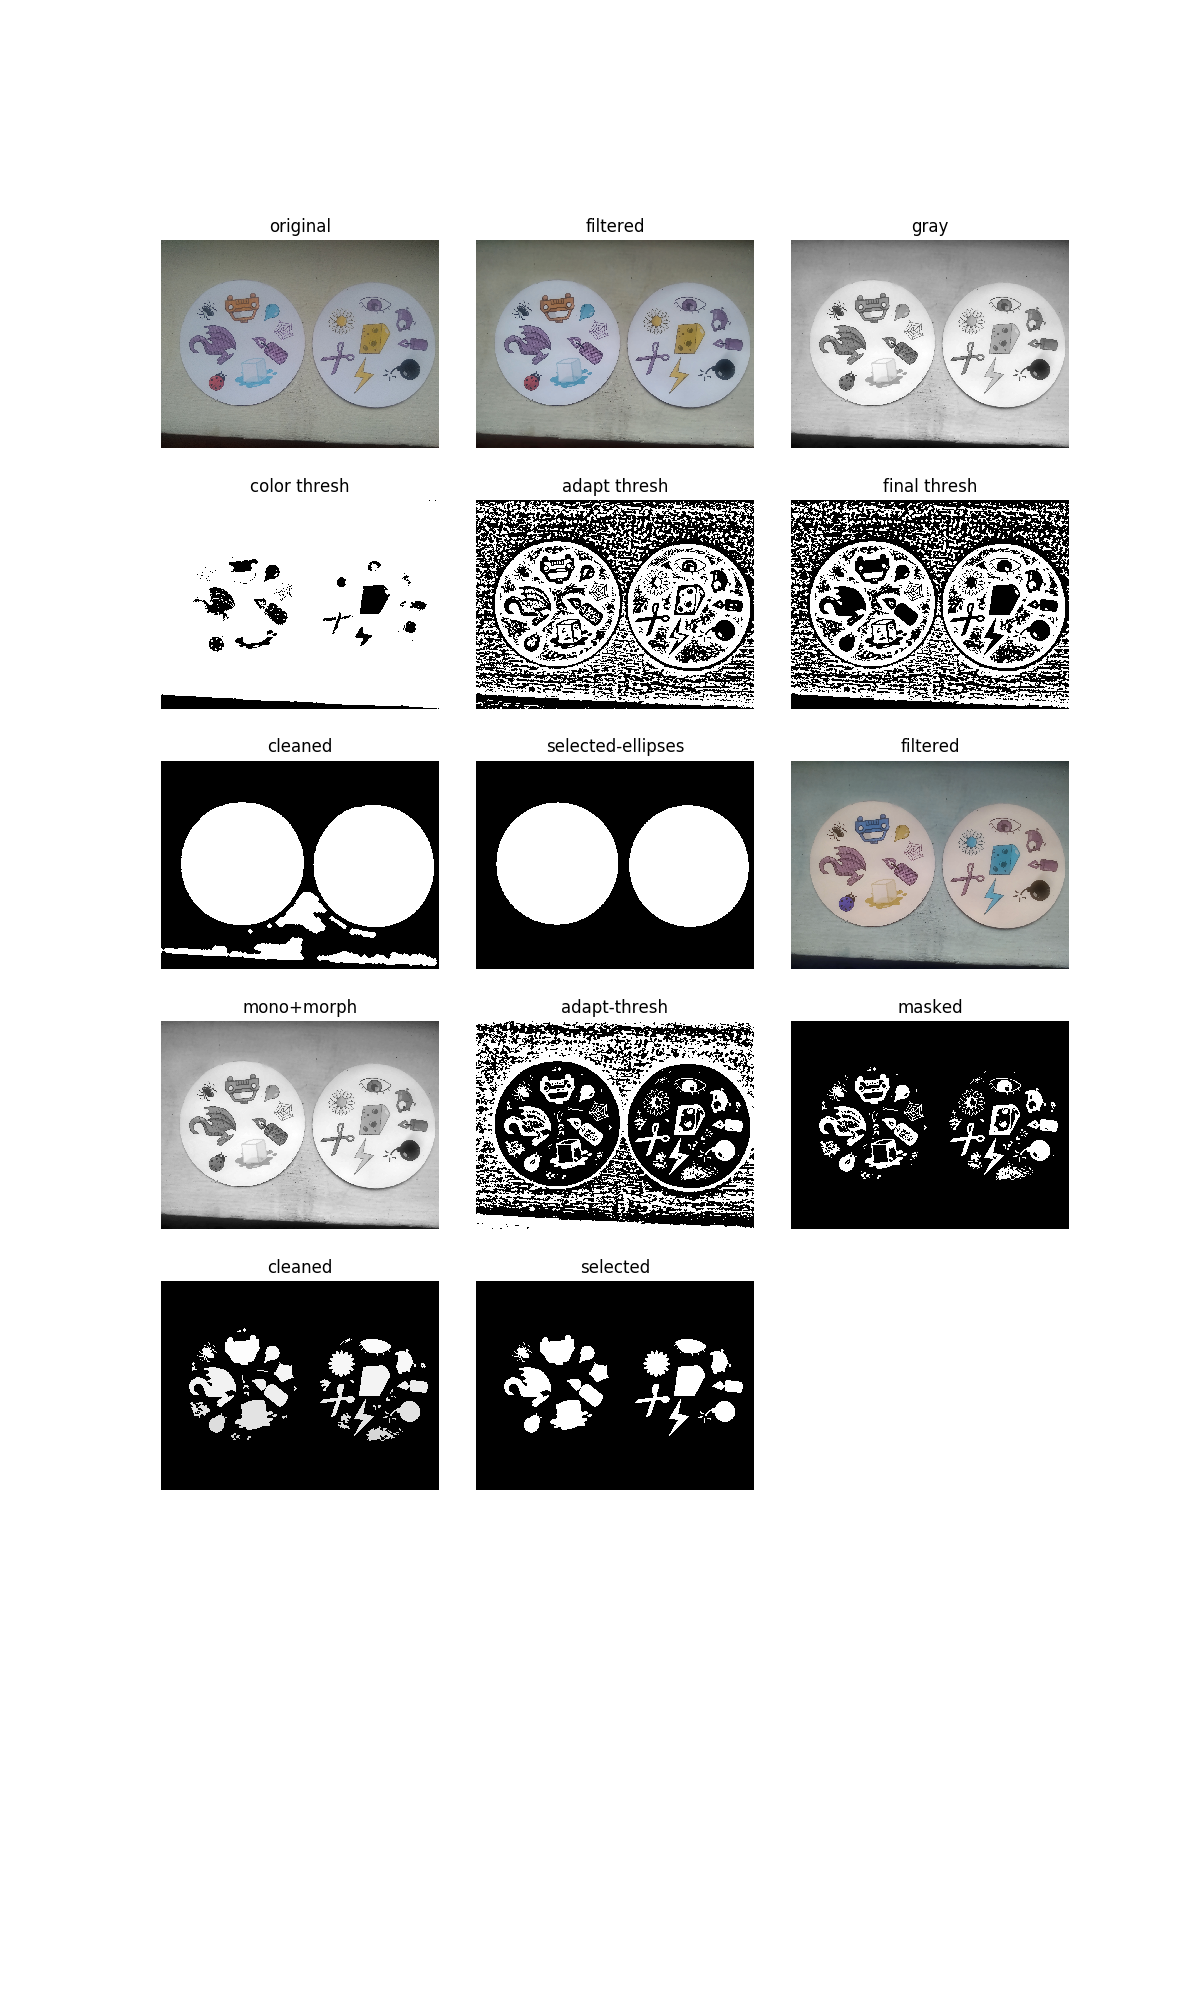 original filtered gray
color thresh adapt thresh final thresh
cleaned selected-ellipses filtered
mono+morph adapt-thresh masked
cleaned selected